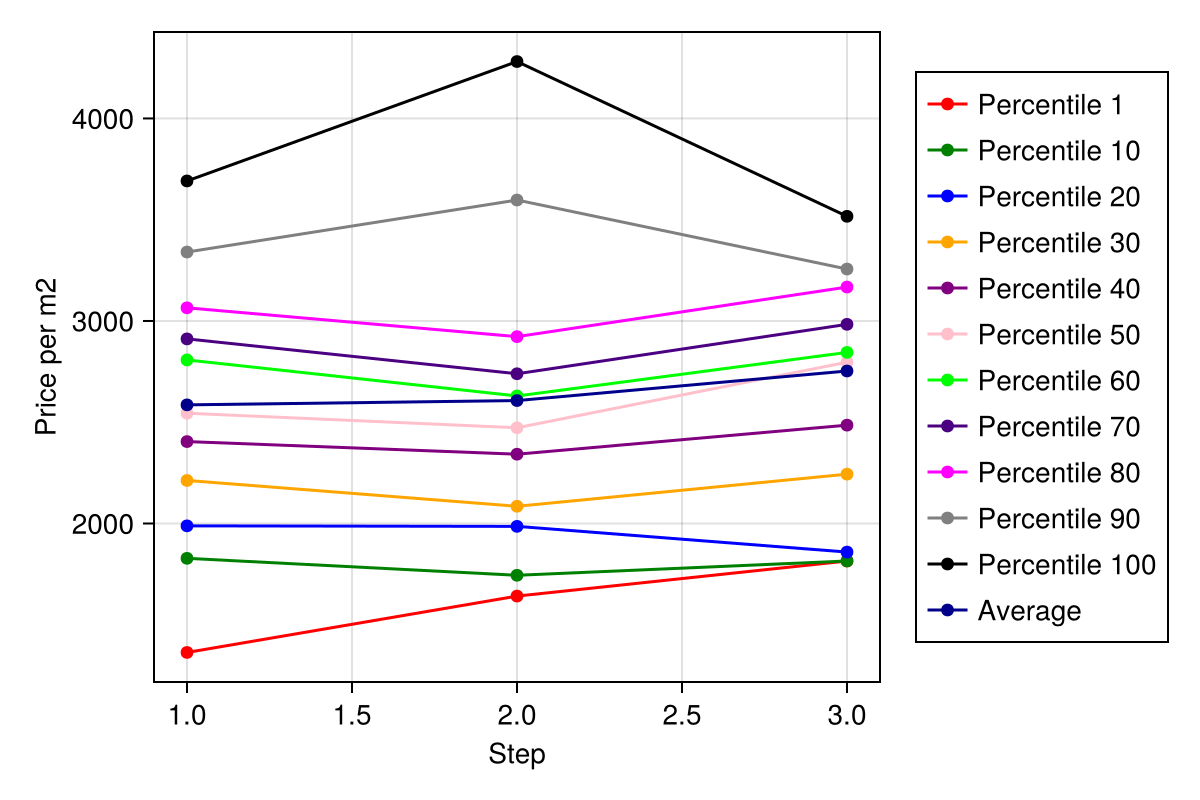 Price per m2
4000
3000
2000
1.0 1.5 2.0 2.5 3.0
Step
Percentile 1
Percentile 10
Percentile 20
Percentile 30
Percentile 40
Percentile 50
Percentile 60
Percentile 70
Percentile 80
Percentile 90
Percentile 100
Average